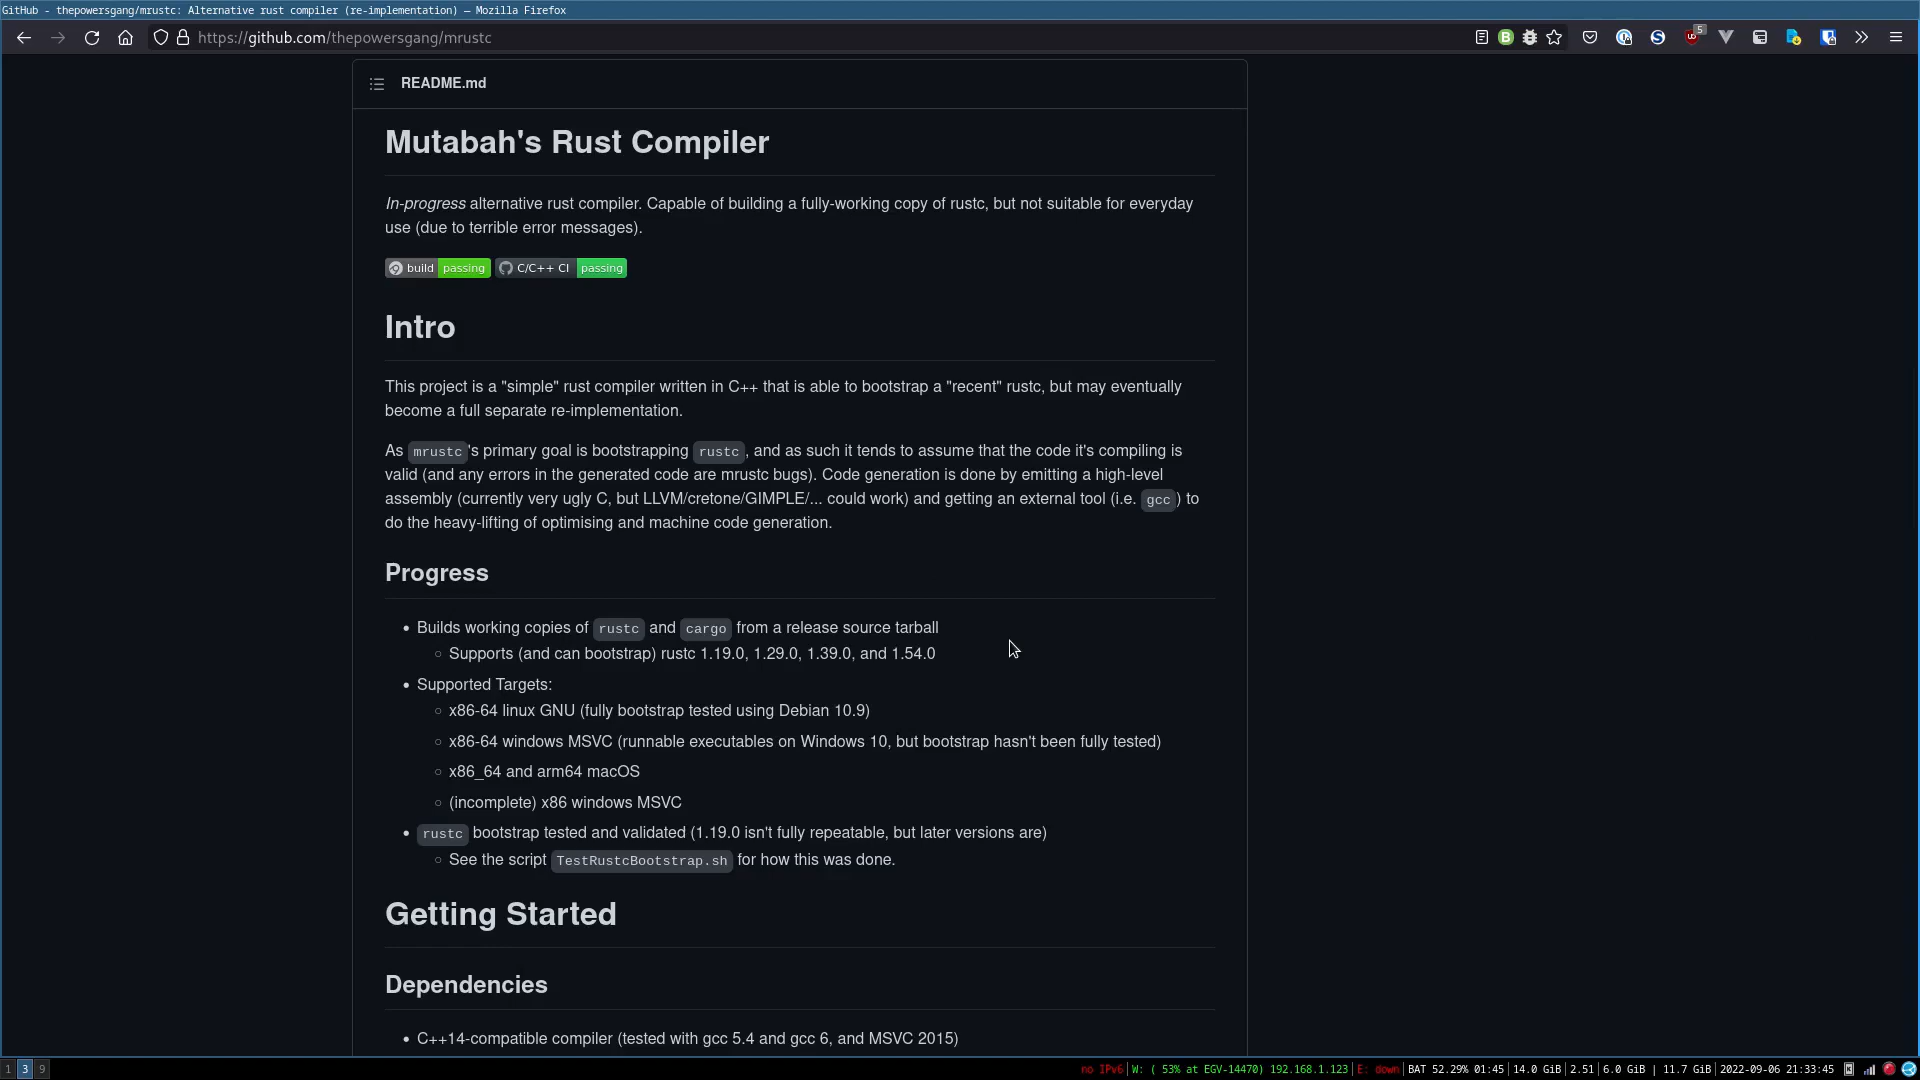 GitHub - thepowersgang/mrustc: Alternative rust compiler (re-implementation) — Mozilla Firefox
https://github.com/thepowersgang/mrustc
5
README.md
Mutabah's Rust Compiler
In-progress alternative rust compiler. Capable of building a fully-working copy of rustc, but not suitable for everyday
use (due to terrible error messages).
build passing C/C++ CI passing
Intro
This project is a "simple" rust compiler written in C++ that is able to bootstrap a "recent" rustc, but may eventually
become a full separate re-implementation.
As mrustc's primary goal is bootstrapping rustc, and as such it tends to assume that the code it's compiling is
valid (and any errors in the generated code are mrustc bugs). Code generation is done by emitting a high-level
assembly (currently very ugly C, but LLVM/cretone/GIMPLE/... could work) and getting an external tool (i.e. gcc) to
do the heavy-lifting of optimising and machine code generation.
Progress
• Builds working copies of rustc and cargo from a release source tarball
◦ Supports (and can bootstrap) rustc 1.19.0, 1.29.0, 1.39.0, and 1.54.0
• Supported Targets:
◦ x86-64 linux GNU (fully bootstrap tested using Debian 10.9)
◦ x86-64 windows MSVC (runnable executables on Windows 10, but bootstrap hasn't been fully tested)
◦ x86_64 and arm64 macOS
◦ (incomplete) x86 windows MSVC
• rustc bootstrap tested and validated (1.19.0 isn't fully repeatable, but later versions are)
◦ See the script TestRustcBootstrap.sh for how this was done.
Getting Started
Dependencies
• C++14-compatible compiler (tested with gcc 5.4 and gcc 6, and MSVC 2015)
1 3 9
no IPv6|W: ( 53% at EGV-14470) 192.168.1.123|E: down|BAT 52.29% 01:45|14.0 GiB|2.51|6.0 GiB | 11.7 GiB|2022-09-06 21:33:45